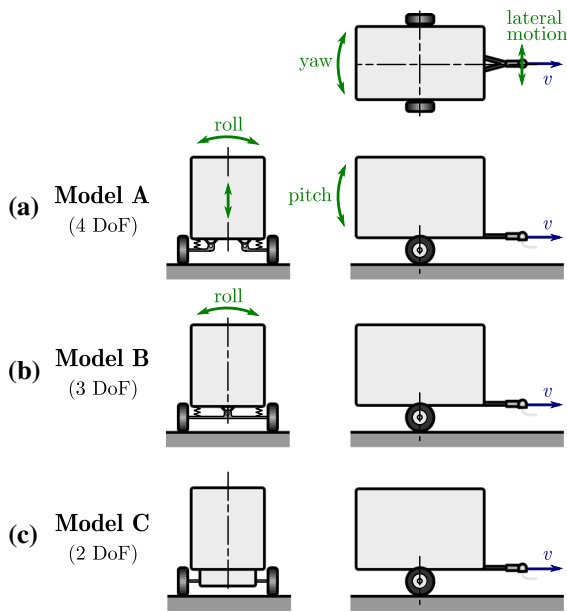 lateral
motion
yaw
v
roll
(a) Model A
(4 DoF)
pitch
v
roll
(b) Model B
(3 DoF)
v
(c) Model C
(2 DoF)
v